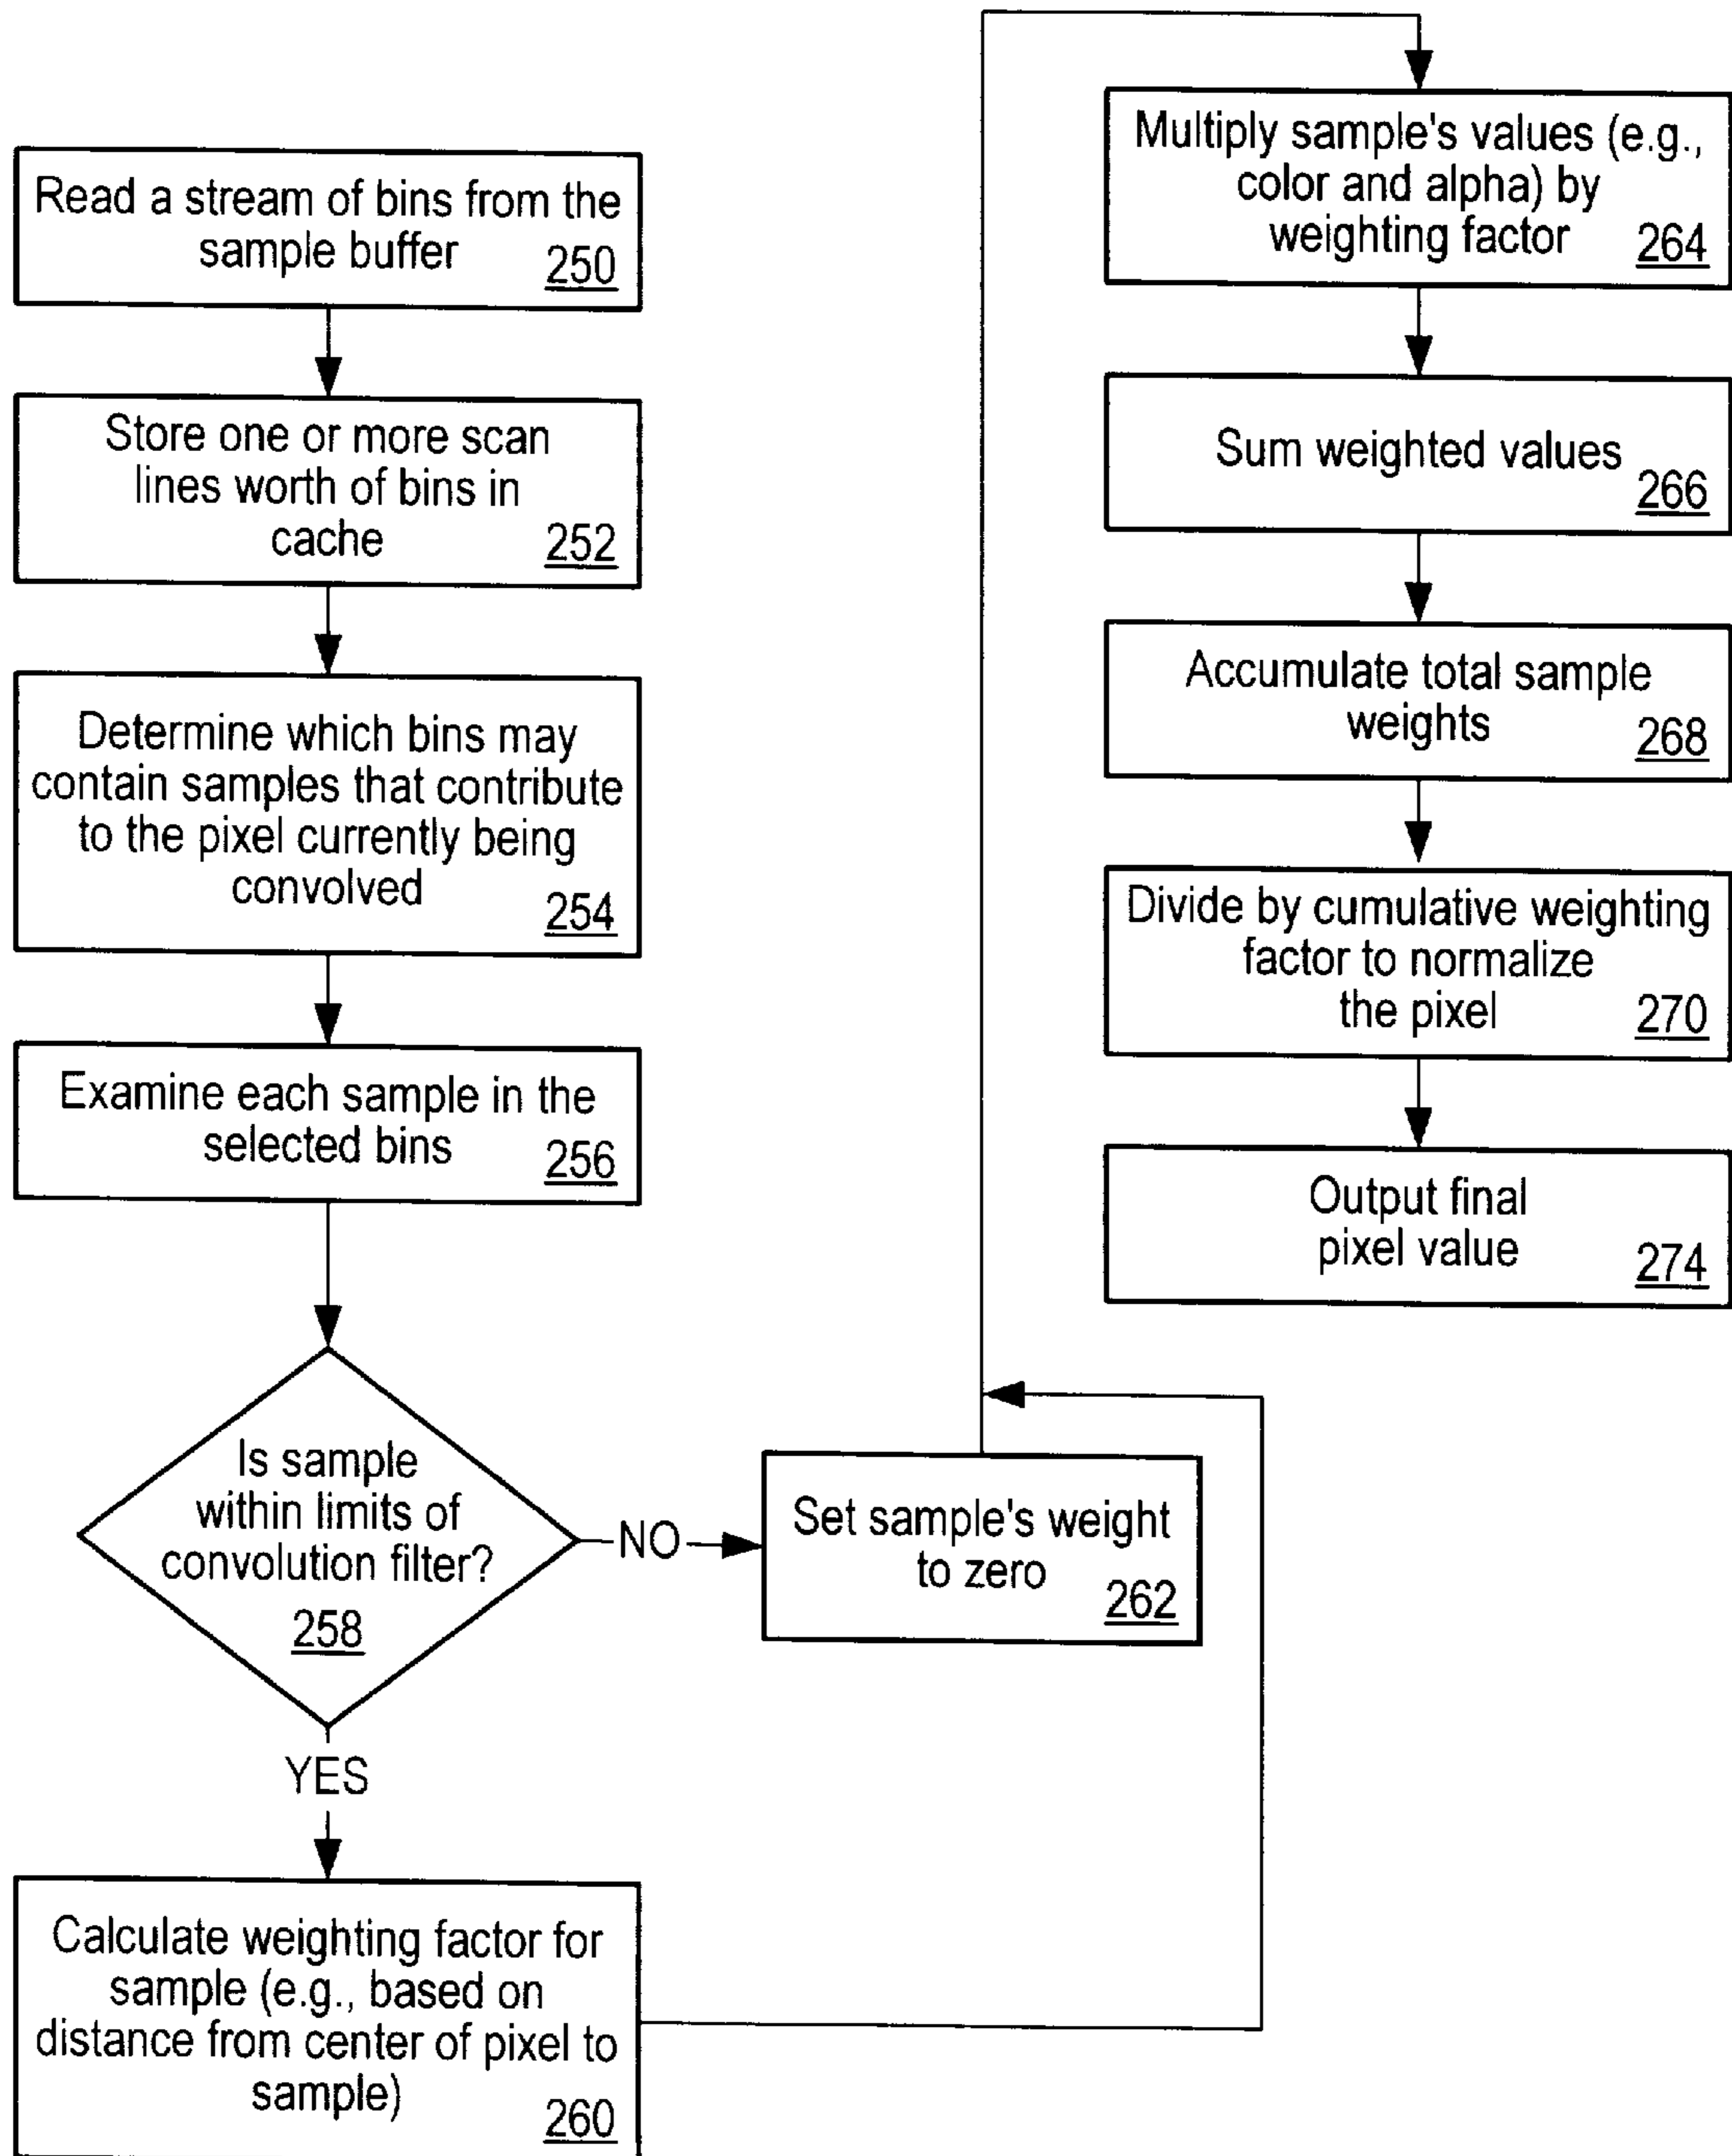 Read a stream of bins from the
sample buffer 250
Store one or more scan
lines worth of bins in
cache 252
Determine which bins may
contain samples that contribute
to the pixel currently being
convolved 254
Examine each sample in the
selected bins 256
Is sample
within limits of
convolution filter?
258
NO
YES
Set sample's weight
to zero 262
Calculate weighting factor for
sample (e.g., based on
distance from center of pixel to
sample) 260
Multiply sample's values (e.g.,
color and alpha) by
weighting factor 264
Sum weighted values 266
Accumulate total sample
weights 268
Divide by cumulative weighting
factor to normalize
the pixel 270
Output final
pixel value 274